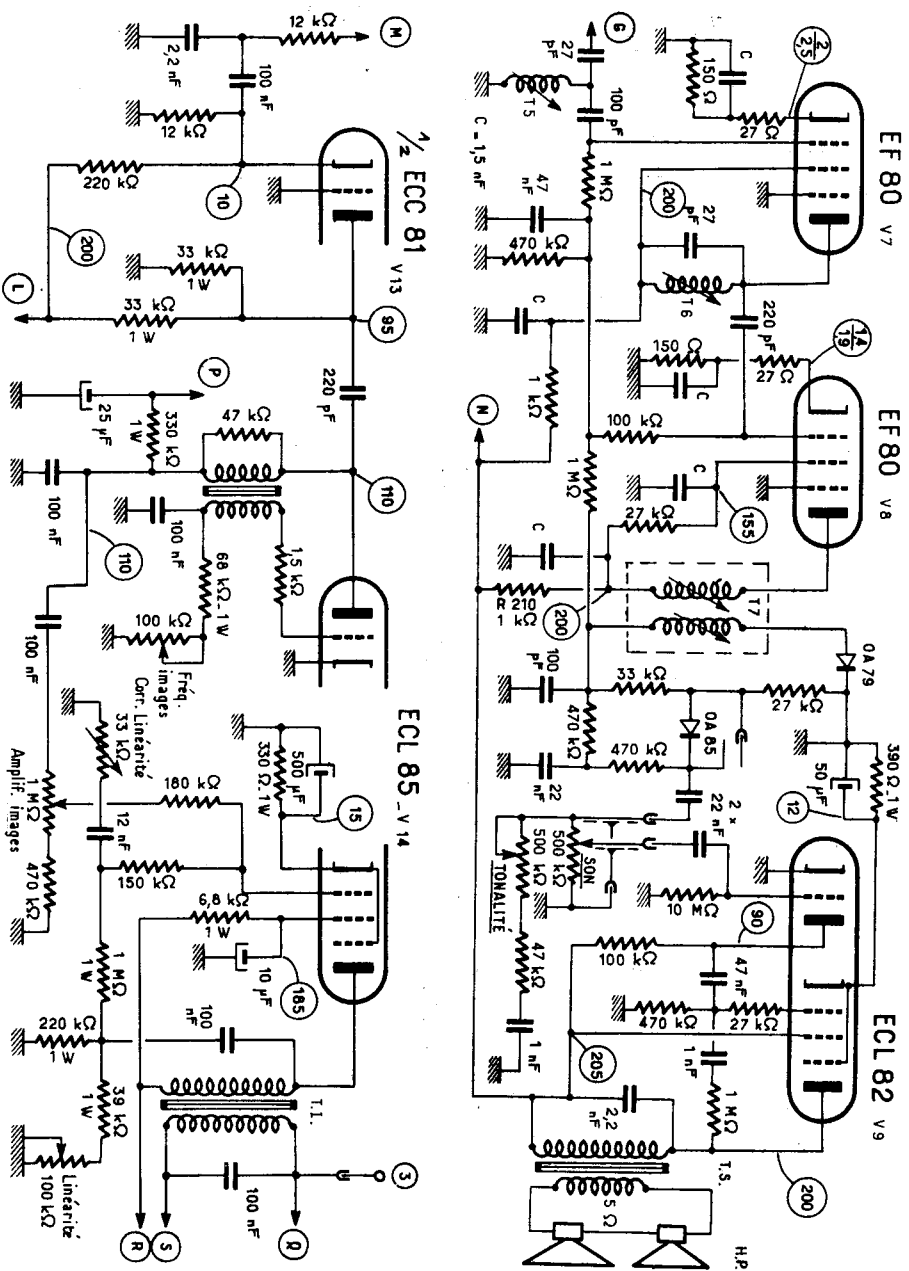 EF 80 V7
EF80 V8
ECL 82 V9
2
2,5
C
150 Ω
27 Ω
G
27 pF
T5
100 pF
C = 1,5 nF
1 MΩ
47 nF
470 kΩ
200
27 pF
T6
220 pF
C
1 kΩ
1,4
1,9
150 Ω
C
27 Ω
100 kΩ
1 MΩ
C
155
27 kΩ
C
200
R 210
1 kΩ
N
T7
OA 79
100 pF
33 kΩ
27 kΩ
OA 85
470 kΩ
470 kΩ
22 nF
2 x
22 nF
390 Ω_1W
50 µF
12
SON
500 kΩ
500 kΩ
TONALITÉ
10 MΩ
47 kΩ
1 nF
90
100 kΩ
47 nF
470 kΩ
27 kΩ
1 nF
1 MΩ
205
2,2 nF
T.S.
200
5 Ω
H.P.
½ ECC 81 V13
ECL 85_V14
M
12 kΩ
2,2 nF
100 nF
12 kΩ
10
220 kΩ
200
33 kΩ
1 W
33 kΩ
1 W
L
95
220 pF
P
25 µF
330 kΩ
1 W
47 kΩ
100 nF
110
110
100 nF
68 kΩ_1W
1,5 kΩ
100 kΩ
Fréq.
images
100 nF
Corr. Linéarité
33 kΩ
12 nF
Amplif. images
1 MΩ
470 kΩ
180 kΩ
150 kΩ
500 µF
330 Ω_1W
15
6,8 kΩ
1 W
185
10 µF
1 MΩ
1 W
220 kΩ
1 W
39 kΩ
1 W
100 nF
T.I.
Linéarité
100 kΩ
100 nF
3
Q
S
R